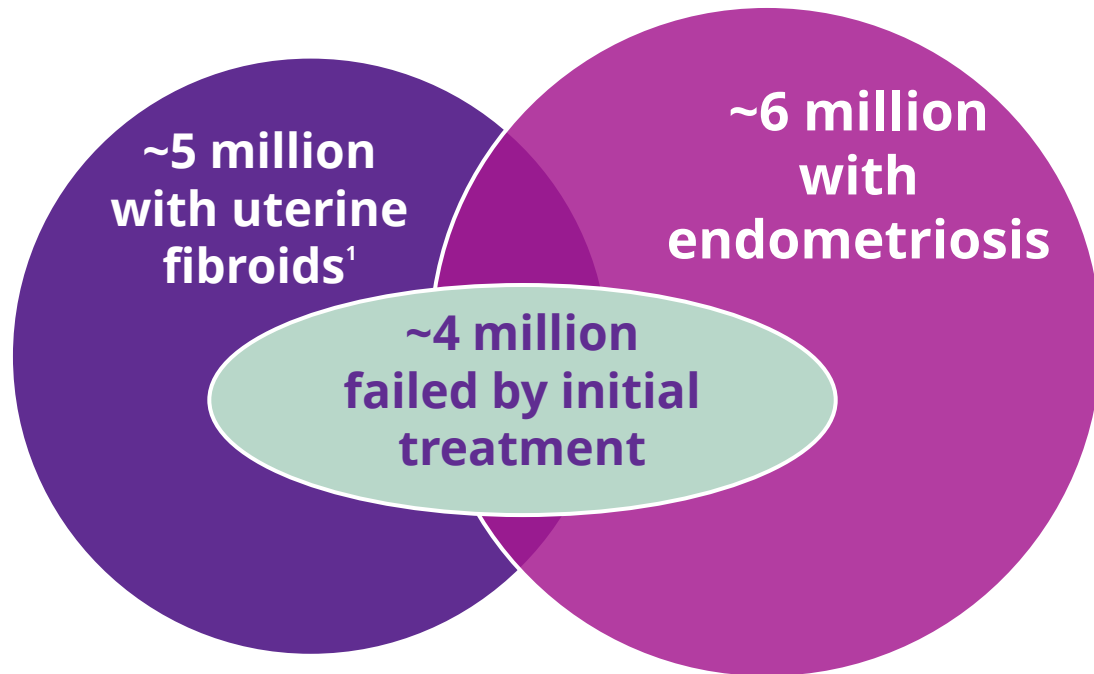 ~5 million
with uterine
fibroids¹
~6 million
with
endometriosis
~4 million
failed by initial
treatment